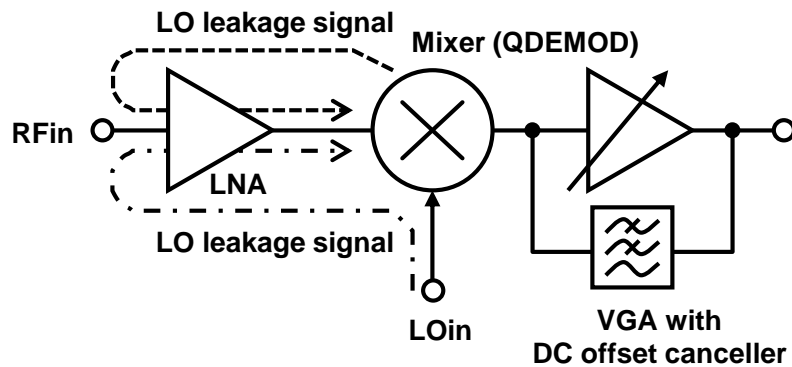 LO leakage signal
Mixer (QDEMOD)
RFin
LNA
LO leakage signal
LOin
VGA with
DC offset canceller